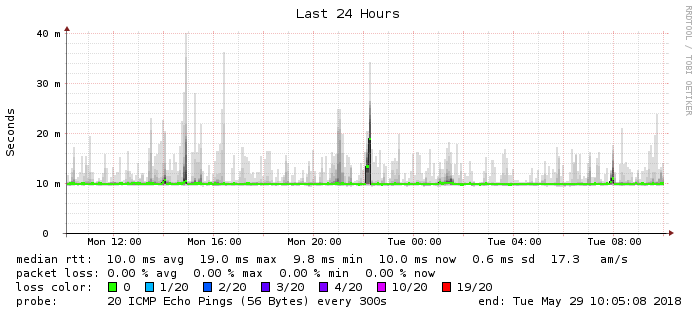 Last 24 Hours
RRDTOOL / TOBI OETIKER
Seconds
40 m
30 m
20 m
10 m
0
Mon 12:00 Mon 16:00 Mon 20:00 Tue 00:00 Tue 04:00 Tue 08:00
median rtt: 10.0 ms avg 19.0 ms max 9.8 ms min 10.0 ms now 0.6 ms sd 17.3 am/s
packet loss: 0.00 % avg 0.00 % max 0.00 % min 0.00 % now
loss color: 0 1/20 2/20 3/20 4/20 10/20 19/20
probe: 20 ICMP Echo Pings (56 Bytes) every 300s end: Tue May 29 10:05:08 2018